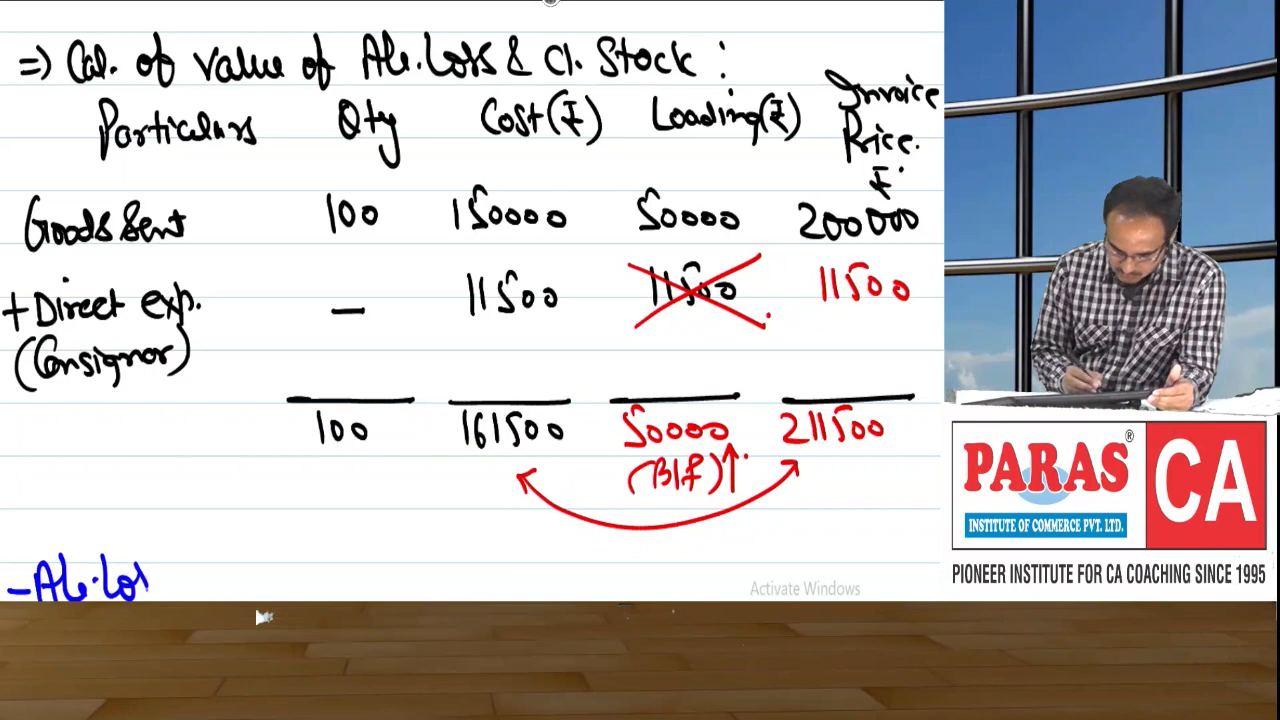 => Cal. of value of Ab. Loss & Cl. Stock :
Particulars Qty Cost (₹) Loading (₹) Invoice Price. ₹
Goods Sent 100 150000 50000 200000
+ Direct exp. — 11500 11500 11500
(Consignor)
100 161500 50000 211500
(B/f)
- Ab. Los
Activate Windows
PARAS ®
INSTITUTE OF COMMERCE PVT. LTD.
CA
PIONEER INSTITUTE FOR CA COACHING SINCE 1995